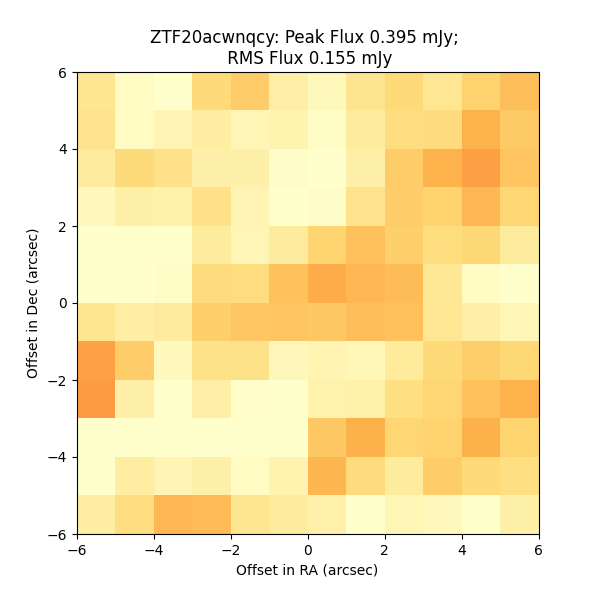 ZTF20acwnqcy: Peak Flux 0.395 mJy;
RMS Flux 0.155 mJy
6
4
2
0
−2
−4
−6
Offset in Dec (arcsec)
−6 −4 −2 0 2 4 6
Offset in RA (arcsec)